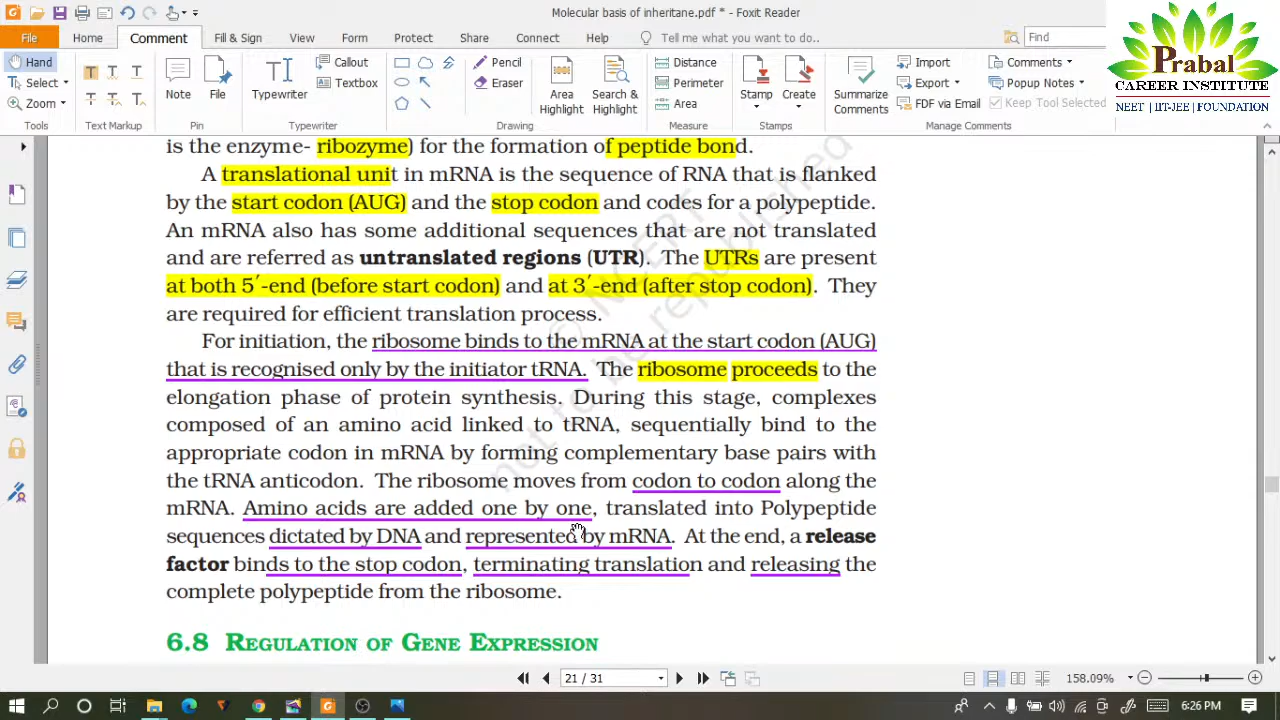 Molecular basis of inheritane.pdf * - Foxit Reader
File Home Comment Fill & Sign View Form Protect Share Connect Help Tell me what you want to do.. Find
Hand
Select
Zoom
Tools
T T T
T T T
Text Markup
Note
File
Pin
Typewriter
Callout
Textbox
Typewriter
Pencil
Eraser
Area Highlight
Search & Highlight
Drawing
Distance
Perimeter
Area
Measure
Stamp
Create
Stamps
Summarize Comments
Import
Export
FDF via Email
Comments
Popup Notes
Keep Tool Selected
Manage Comments
Prabal
CAREER INSTITUTE
NEET | IIT-JEE | FOUNDATION
is the enzyme- ribozyme) for the formation of peptide bond.
A translational unit in mRNA is the sequence of RNA that is flanked
by the start codon (AUG) and the stop codon and codes for a polypeptide.
An mRNA also has some additional sequences that are not translated
and are referred as untranslated regions (UTR). The UTRs are present
at both 5′-end (before start codon) and at 3′-end (after stop codon). They
are required for efficient translation process.
For initiation, the ribosome binds to the mRNA at the start codon (AUG)
that is recognised only by the initiator tRNA. The ribosome proceeds to the
elongation phase of protein synthesis. During this stage, complexes
composed of an amino acid linked to tRNA, sequentially bind to the
appropriate codon in mRNA by forming complementary base pairs with
the tRNA anticodon. The ribosome moves from codon to codon along the
mRNA. Amino acids are added one by one, translated into Polypeptide
sequences dictated by DNA and represented by mRNA. At the end, a release
factor binds to the stop codon, terminating translation and releasing the
complete polypeptide from the ribosome.
6.8 REGULATION OF GENE EXPRESSION
© NCERT
not to be republished
21 / 31
158.09%
6:26 PM